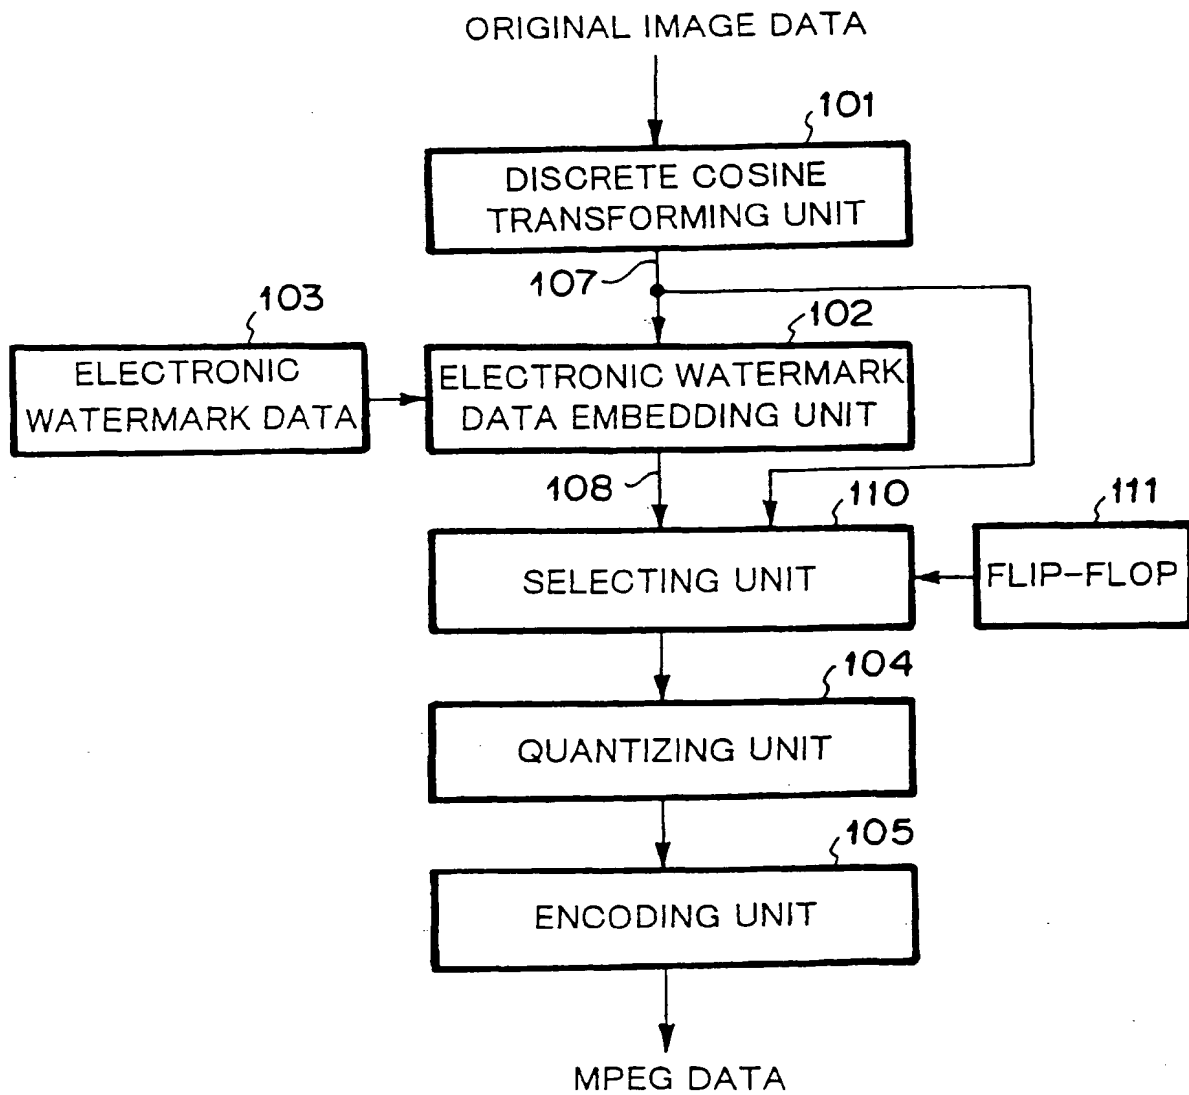 ORIGINAL IMAGE DATA
101
DISCRETE COSINE
TRANSFORMING UNIT
107
103
102
ELECTRONIC
WATERMARK DATA
ELECTRONIC WATERMARK
DATA EMBEDDING UNIT
108
110
111
SELECTING UNIT
FLIP-FLOP
104
QUANTIZING UNIT
105
ENCODING UNIT
MPEG DATA